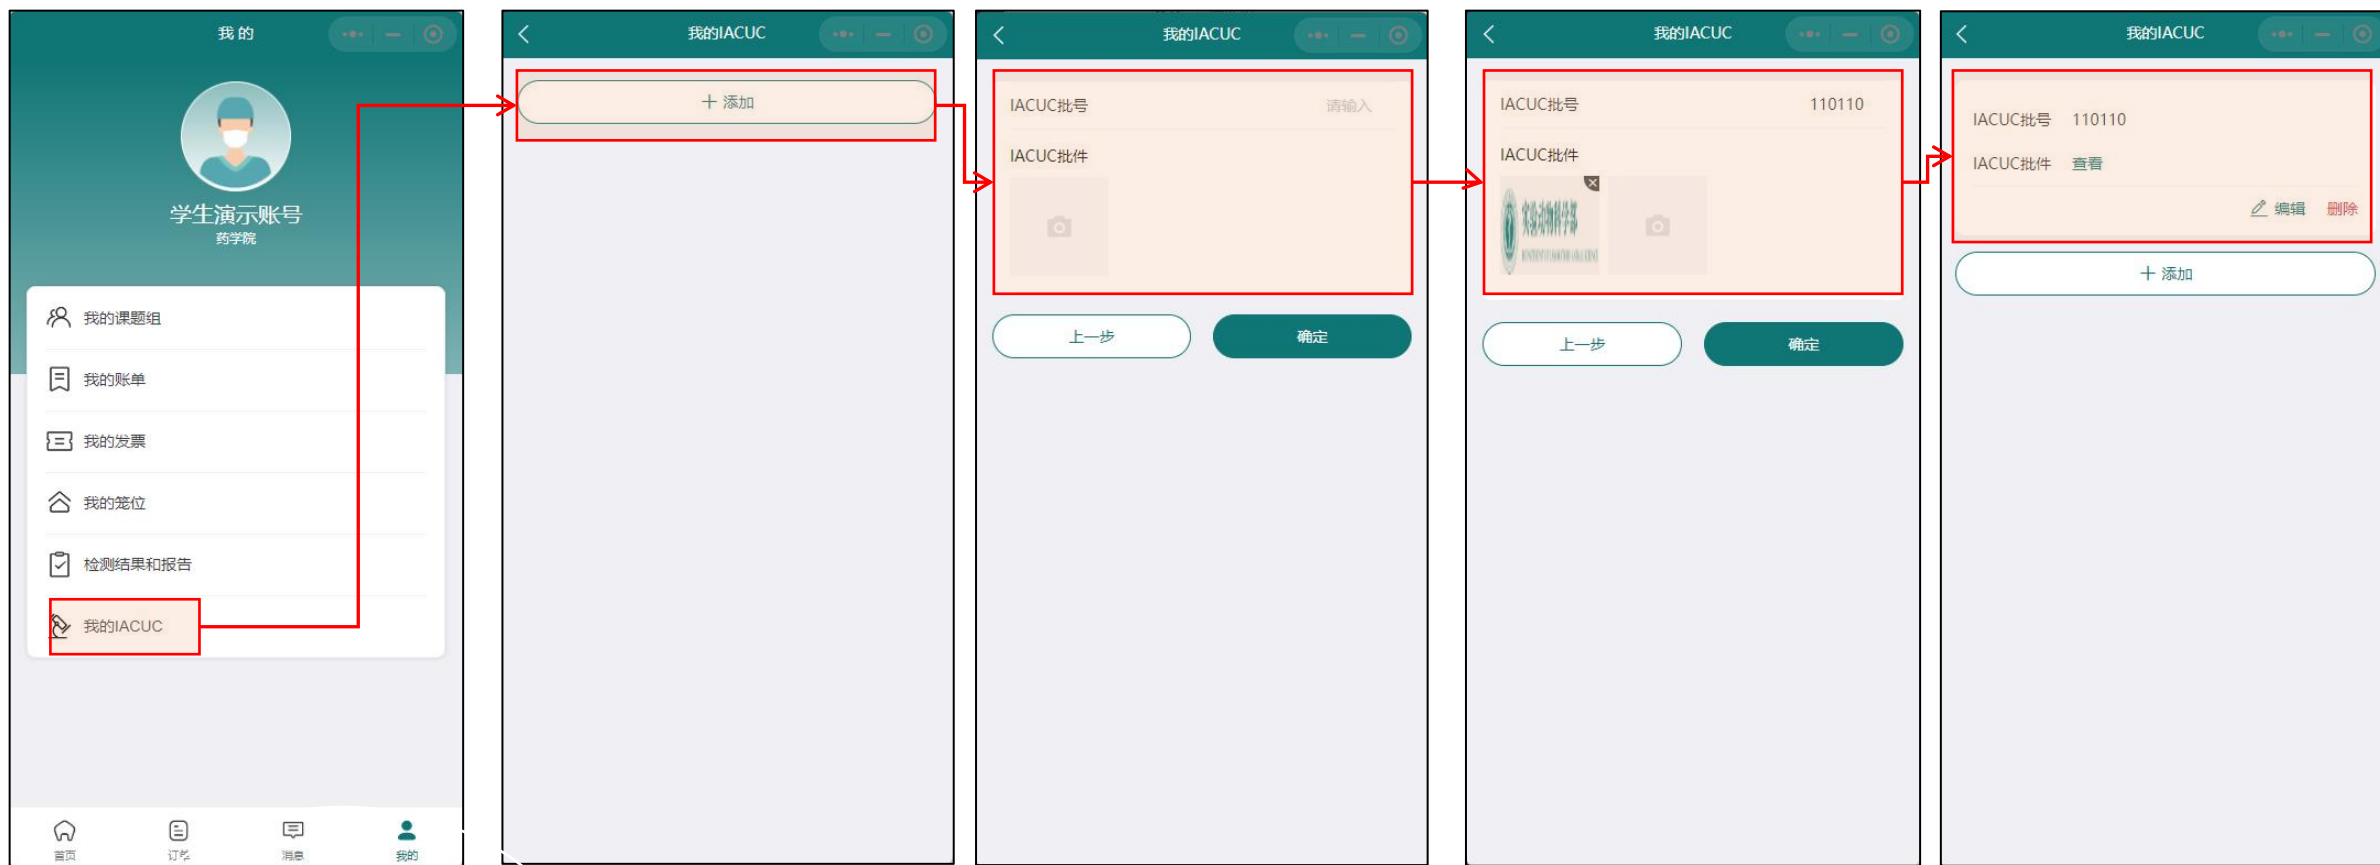 我 的
学生演示账号
药学院
我的课题组
我的账单
我的发票
我的笼位
检测结果和报告
我的IACUC
首页
消息
我的
我的IACUC
添加
我的IACUC
IACUC批号 请输入
IACUC批件
上一步 确定
我的IACUC
IACUC批号 110110
IACUC批件
实验动物科学部
上一步 确定
我的IACUC
IACUC批号 110110
IACUC批件 查看
编辑 删除
添加